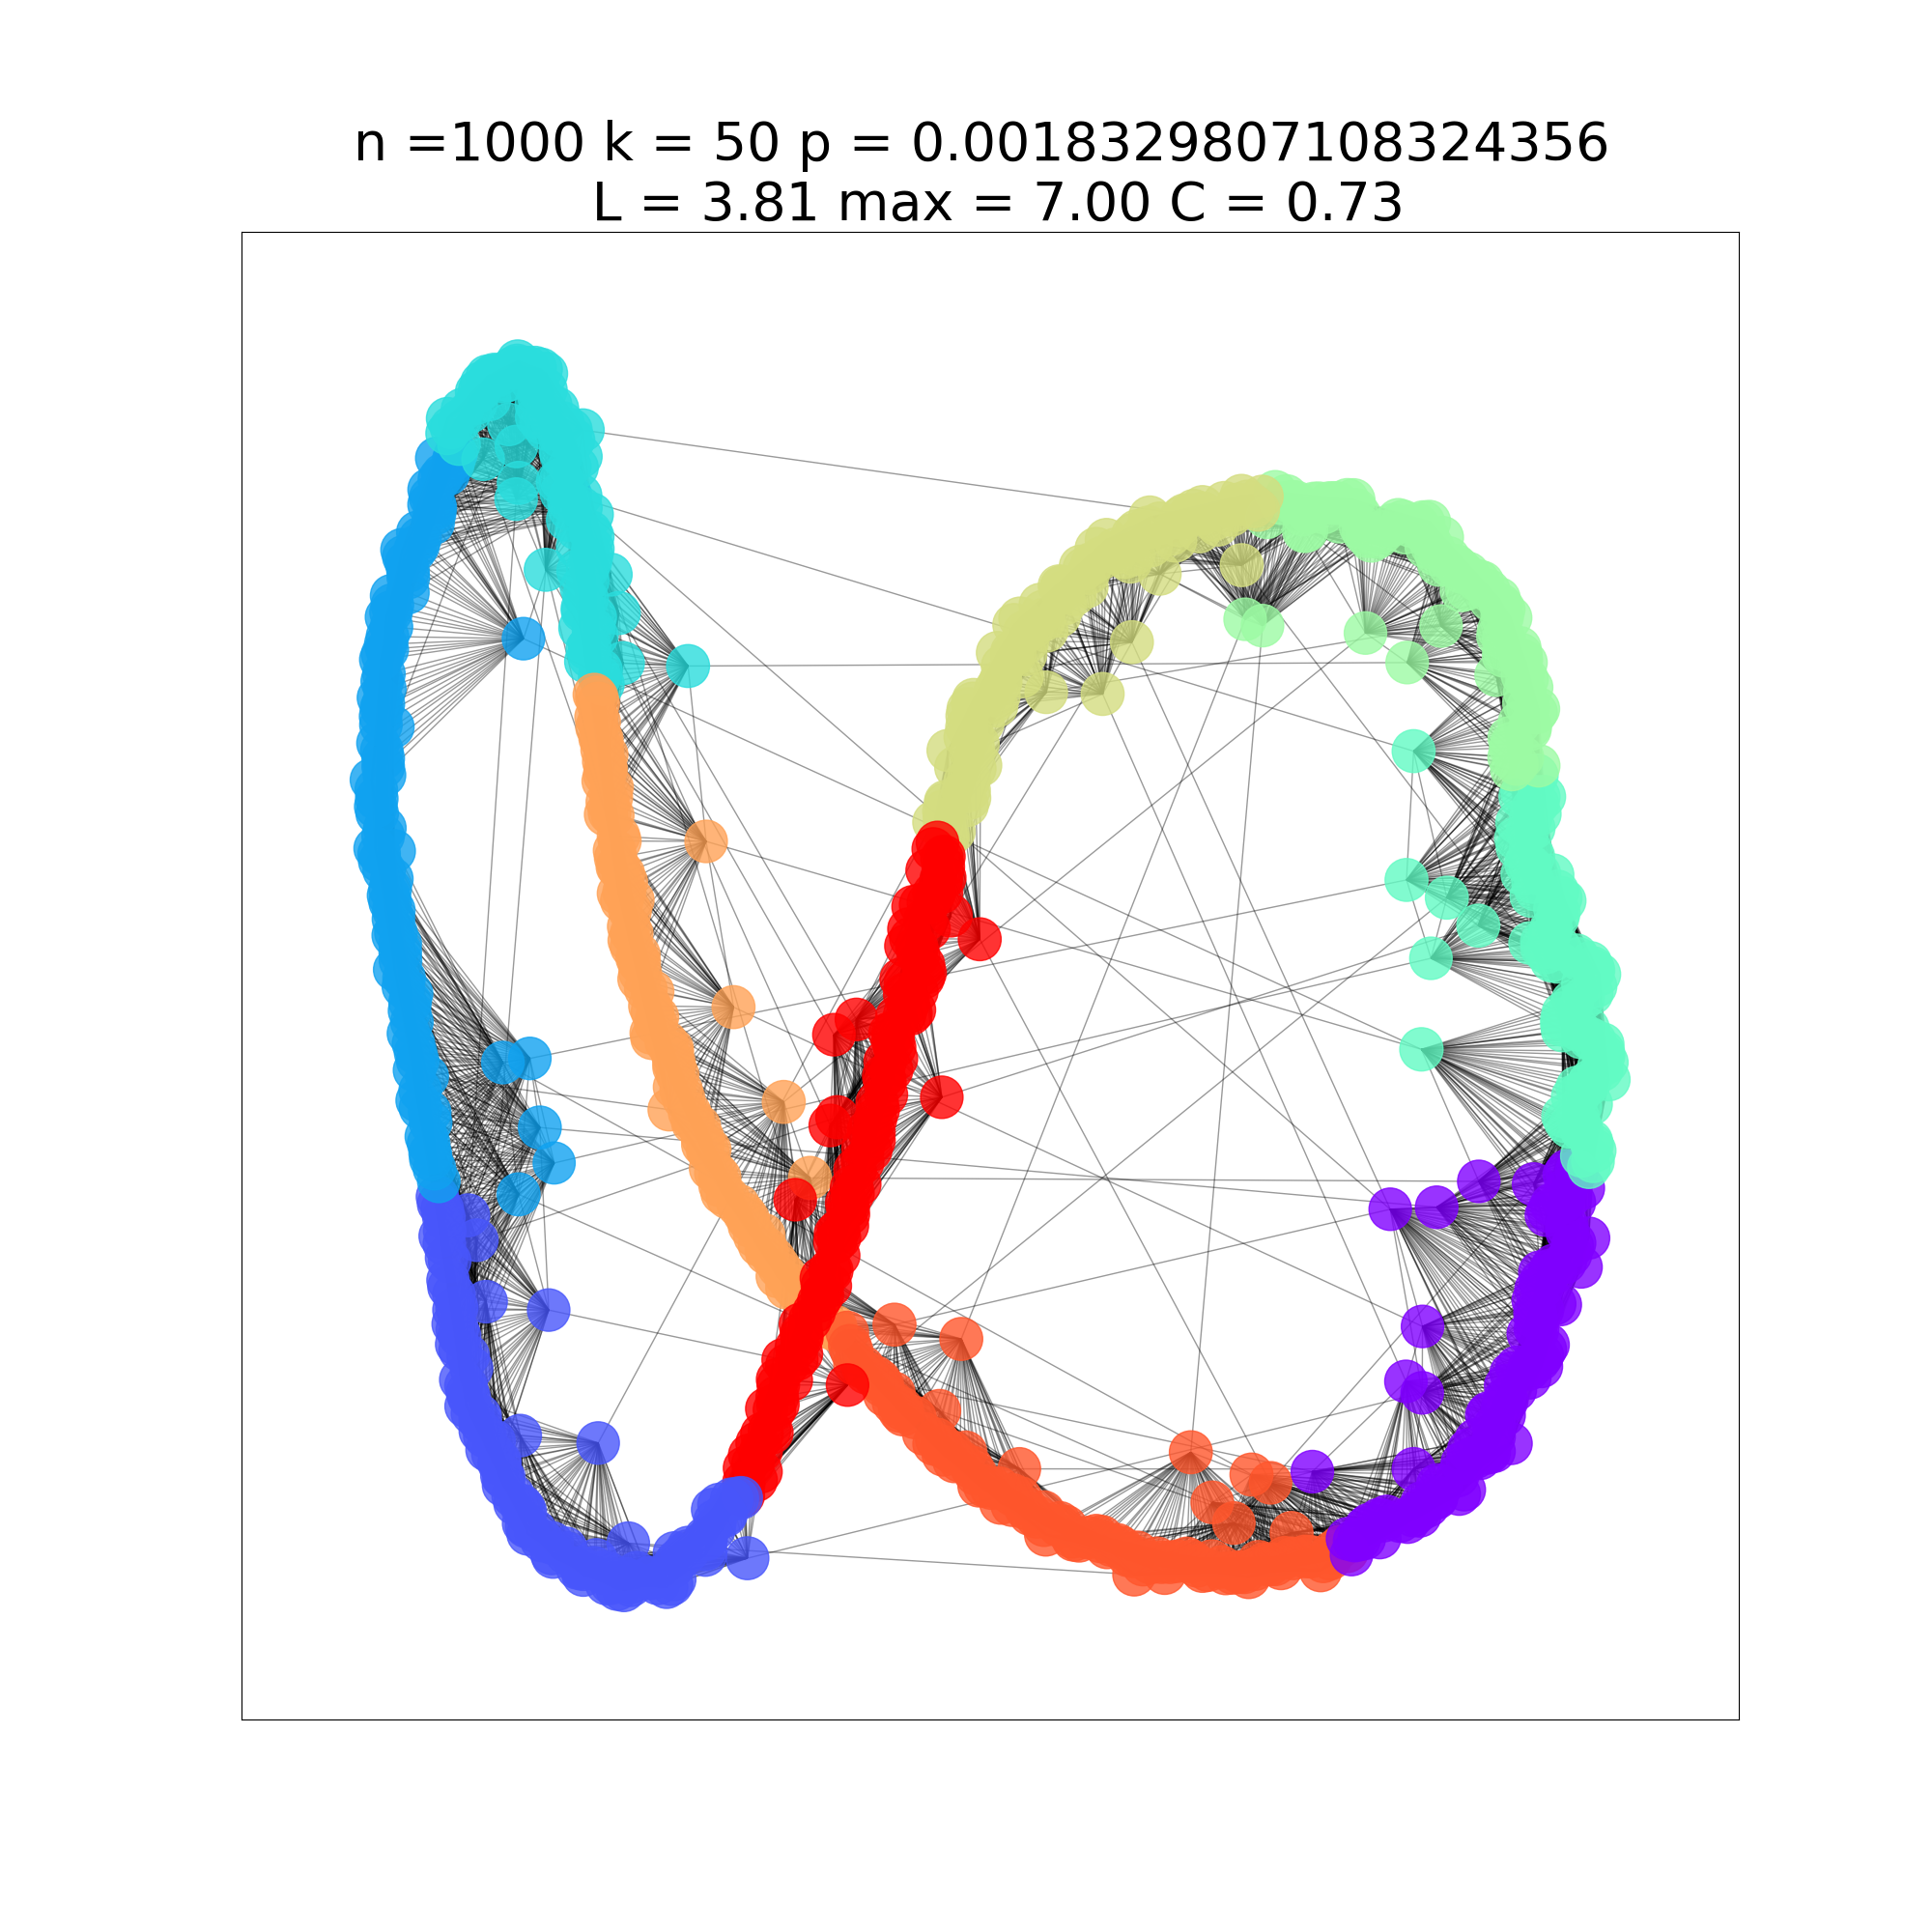 n =1000 k = 50 p = 0.0018329807108324356
L = 3.81 max = 7.00 C = 0.73